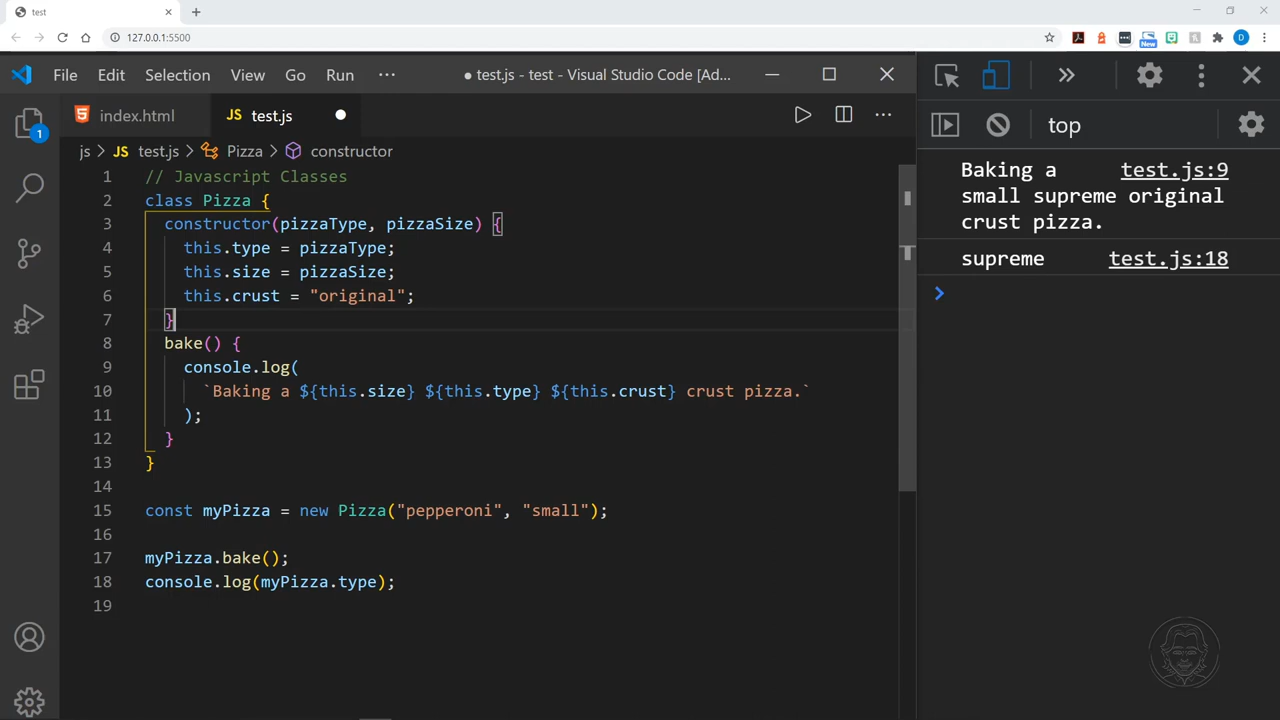 test
127.0.0.1:5500
New
D
File Edit Selection View Go Run ···
● test.js - test - Visual Studio Code [Ad...
index.html
JS test.js
js > JS test.js > Pizza > constructor
1 // Javascript Classes
2 class Pizza {
3 constructor(pizzaType, pizzaSize) {
4 this.type = pizzaType;
5 this.size = pizzaSize;
6 this.crust = "original";
7 }
8 bake() {
9 console.log(
10 `Baking a ${this.size} ${this.type} ${this.crust} crust pizza.`
11 );
12 }
13 }
14
15 const myPizza = new Pizza("pepperoni", "small");
16
17 myPizza.bake();
18 console.log(myPizza.type);
19
1
top
Baking a test.js:9
small supreme original
crust pizza.
supreme test.js:18